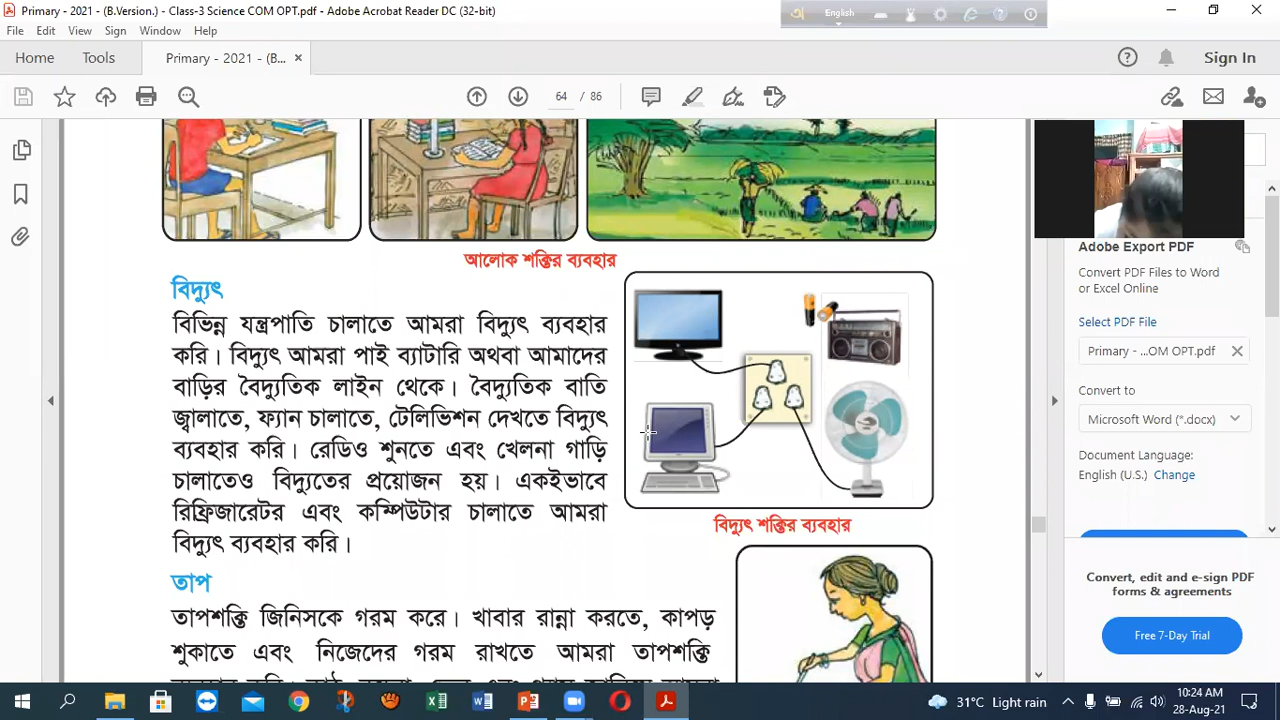 Primary - 2021 - (B.Version.) - Class-3 Science COM OPT.pdf - Adobe Acrobat Reader DC (32-bit)
অ English
File Edit View Sign Window Help
Home Tools Primary - 2021 - (B... × Sign In
64 / 86
আলোক শক্তির ব্যবহার
বিদ্যুৎ
বিভিন্ন যন্ত্রপাতি চালাতে আমরা বিদ্যুৎ ব্যবহার
করি। বিদ্যুৎ আমরা পাই ব্যাটারি অথবা আমাদের
বাড়ির বৈদ্যুতিক লাইন থেকে। বৈদ্যুতিক বাতি
জ্বালাতে, ফ্যান চালাতে, টেলিভিশন দেখতে বিদ্যুৎ
ব্যবহার করি। রেডিও শুনতে এবং খেলনা গাড়ি
চালাতেও বিদ্যুতের প্রয়োজন হয়। একইভাবে
রিফ্রিজারেটর এবং কম্পিউটার চালাতে আমরা
বিদ্যুৎ ব্যবহার করি।
বিদ্যুৎ শক্তির ব্যবহার
তাপ
তাপশক্তি জিনিসকে গরম করে। খাবার রান্না করতে, কাপড়
শুকাতে এবং নিজেদের গরম রাখতে আমরা তাপশক্তি
Adobe Export PDF
Convert PDF Files to Word
or Excel Online
Select PDF File
Primary - ...OM OPT.pdf
Convert to
Microsoft Word (*.docx)
Document Language:
English (U.S.) Change
Convert, edit and e-sign PDF
forms & agreements
Free 7-Day Trial
31°C Light rain
10:24 AM
28-Aug-21